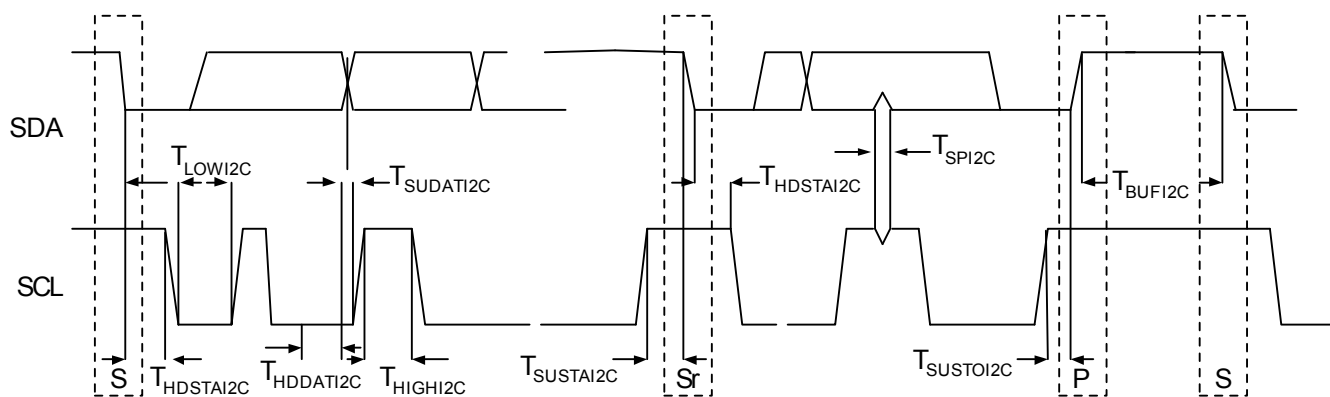 SDA
T_LOWI2C
T_SUDATI2C
T_HDSTAI2C
T_SPI2C
T_BUFI2C
SCL
S
T_HDSTAI2C
T_HDDATI2C
T_HIGHI2C
T_SUSTAI2C
Sr
T_SUSTOI2C
P
S